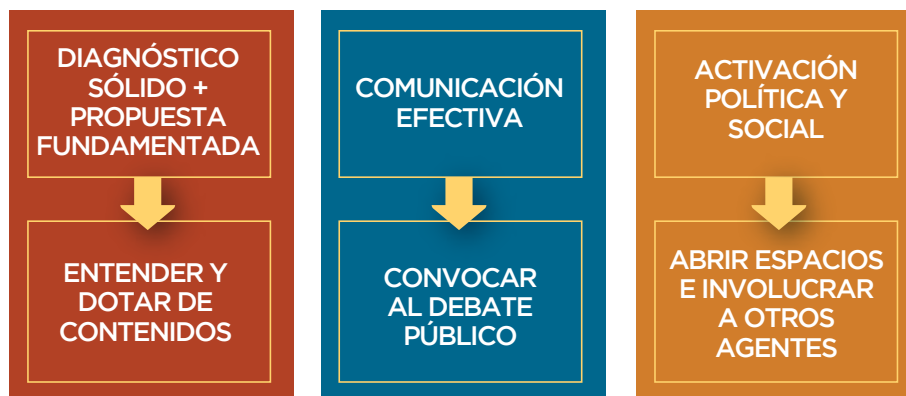 DIAGNÓSTICO
SÓLIDO +
PROPUESTA
FUNDAMENTADA
ENTENDER Y
DOTAR DE
CONTENIDOS
COMUNICACIÓN
EFECTIVA
CONVOCAR
AL DEBATE
PÚBLICO
ACTIVACIÓN
POLÍTICA Y
SOCIAL
ABRIR ESPACIOS
E INVOLUCRAR
A OTROS
AGENTES